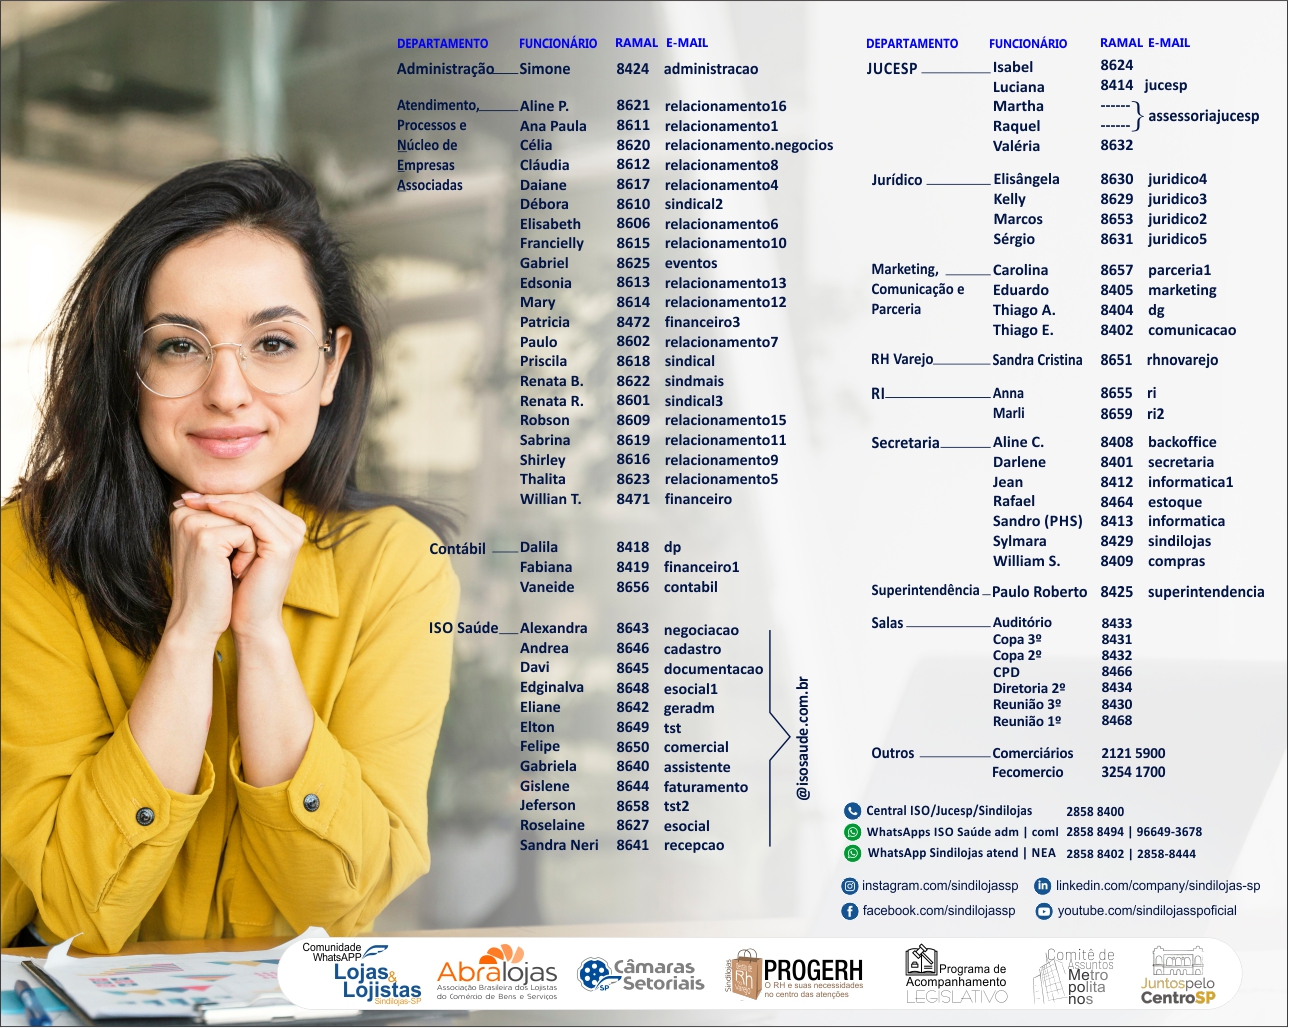 DEPARTAMENTO FUNCIONÁRIO RAMAL E-MAIL
Administração Simone 8424 administracao
Atendimento, Aline P. 8621 relacionamento16
Processos e Ana Paula 8611 relacionamento1
Núcleo de Célia 8620 relacionamento.negocios
Empresas Cláudia 8612 relacionamento8
Associadas Daiane 8617 relacionamento4
Débora 8610 sindical2
Elisabeth 8606 relacionamento6
Francielly 8615 relacionamento10
Gabriel 8625 eventos
Edsonia 8613 relacionamento13
Mary 8614 relacionamento12
Patricia 8472 financeiro3
Paulo 8602 relacionamento7
Priscila 8618 sindical
Renata B. 8622 sindmais
Renata R. 8601 sindical3
Robson 8609 relacionamento15
Sabrina 8619 relacionamento11
Shirley 8616 relacionamento9
Thalita 8623 relacionamento5
Willian T. 8471 financeiro
Contábil Dalila 8418 dp
Fabiana 8419 financeiro1
Vaneide 8656 contabil
ISO Saúde Alexandra 8643 negociacao
Andrea 8646 cadastro
Davi 8645 documentacao
Edginalva 8648 esocial1
Eliane 8642 geradm
Elton 8649 tst
Felipe 8650 comercial
Gabriela 8640 assistente
Gislene 8644 faturamento
Jeferson 8658 tst2
Roselaine 8627 esocial
Sandra Neri 8641 recepcao
@isosaude.com.br
DEPARTAMENTO FUNCIONÁRIO RAMAL E-MAIL
JUCESP Isabel 8624
Luciana 8414 jucesp
Martha ------
Raquel ------ } assessoriajucesp
Valéria 8632
Jurídico Elisângela 8630 juridico4
Kelly 8629 juridico3
Marcos 8653 juridico2
Sérgio 8631 juridico5
Marketing, Carolina 8657 parceria1
Comunicação e Eduardo 8405 marketing
Parceria Thiago A. 8404 dg
Thiago E. 8402 comunicacao
RH Varejo Sandra Cristina 8651 rhnovarejo
RI Anna 8655 ri
Marli 8659 ri2
Secretaria Aline C. 8408 backoffice
Darlene 8401 secretaria
Jean 8412 informatica1
Rafael 8464 estoque
Sandro (PHS) 8413 informatica
Sylmara 8429 sindilojas
William S. 8409 compras
Superintendência Paulo Roberto 8425 superintendencia
Salas Auditório 8433
Copa 3º 8431
Copa 2º 8432
CPD 8466
Diretoria 2º 8434
Reunião 3º 8430
Reunião 1º 8468
Outros Comerciários 2121 5900
Fecomercio 3254 1700
Central ISO/Jucesp/Sindilojas 2858 8400
WhatsApps ISO Saúde adm | coml 2858 8494 | 96649-3678
WhatsApp Sindilojas atend | NEA 2858 8402 | 2858-8444
instagram.com/sindilojassp linkedin.com/company/sindilojas-sp
facebook.com/sindilojassp youtube.com/sindilojasspoficial
Comunidade
WhatsAPP
Lojas&
Lojistas
Sindilojas-SP
Abralojas
Associação Brasileira dos Lojistas
do Comércio de Bens e Serviços
SP
Câmaras
Setoriais
Sindilojas
Rh
PROGERH
O RH e suas necessidades
no centro das atenções
Programa de
Acompanhamento
LEGISLATIVO
Comitê de
Assuntos
Metro
polita
nos
Juntospelo
CentroSP